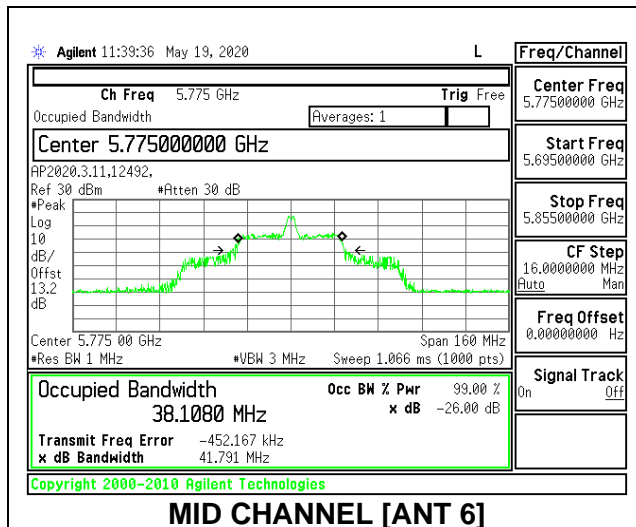 Agilent 11:39:36 May 19, 2020 L
Freq/Channel
Ch Freq 5.775 GHz Trig Free
Occupied Bandwidth Averages: 1
Center 5.775000000 GHz
AP2020.3.11,12492,
Ref 30 dBm #Atten 30 dB
#Peak
Log
10
dB/
Offst
13.2
dB
Center 5.775 00 GHz Span 160 MHz
#Res BW 1 MHz #VBW 3 MHz Sweep 1.066 ms (1000 pts)
Occupied Bandwidth Occ BW % Pwr 99.00 %
38.1080 MHz x dB -26.00 dB
Transmit Freq Error -452.167 kHz
x dB Bandwidth 41.791 MHz
Copyright 2000-2010 Agilent Technologies
Center Freq
5.77500000 GHz
Start Freq
5.69500000 GHz
Stop Freq
5.85500000 GHz
CF Step
16.0000000 MHz
Auto Man
Freq Offset
0.00000000 Hz
Signal Track
On Off
MID CHANNEL [ANT 6]